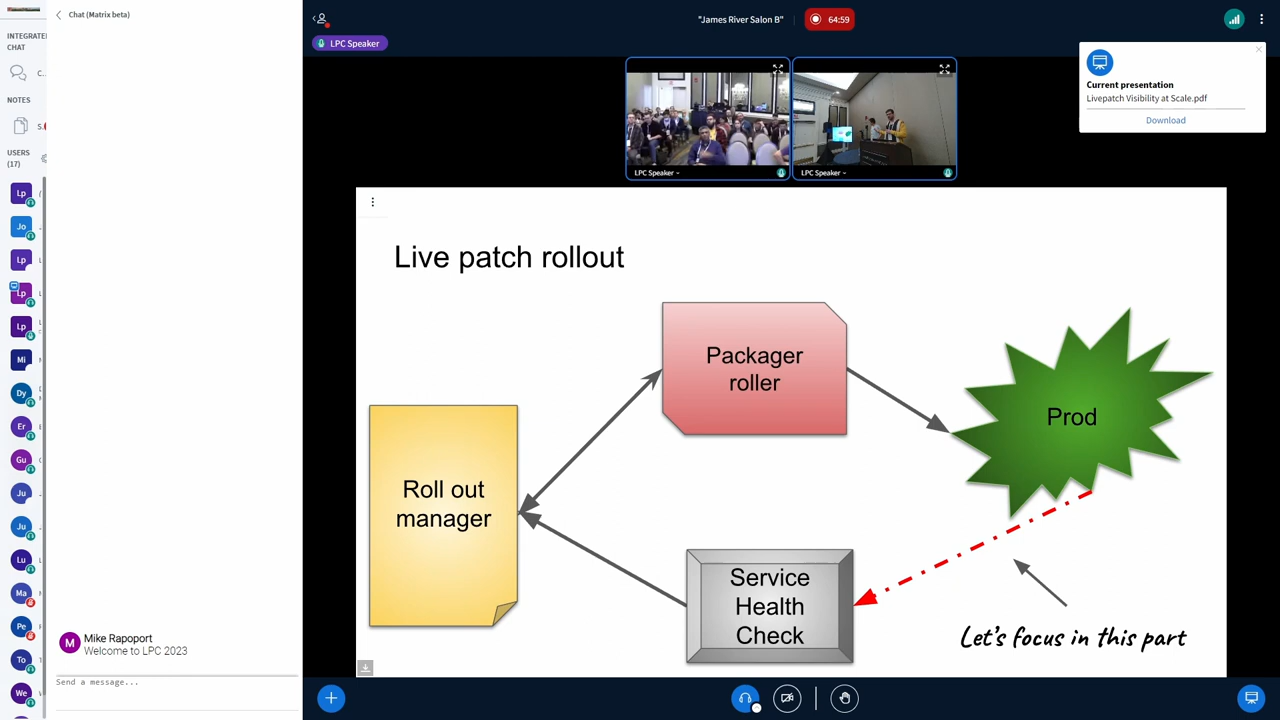 Chat (Matrix beta)
INTEGRATE
CHAT
C..
NOTES
S.
USERS
(17)
Lp
Jo
Lp
Lp
Lp
Mi
Dy
Er
Gu
Ju
Ju
Lu
Ma
Pe
To
We
M
Mike Rapoport
Welcome to LPC 2023
Send a message...
"James River Salon B"
64:59
LPC Speaker
LPC Speaker
LPC Speaker
Current presentation
Livepatch Visibility at Scale.pdf
Download
Live patch rollout
Packager
roller
Prod
Roll out
manager
Service
Health
Check
Let's focus in this part